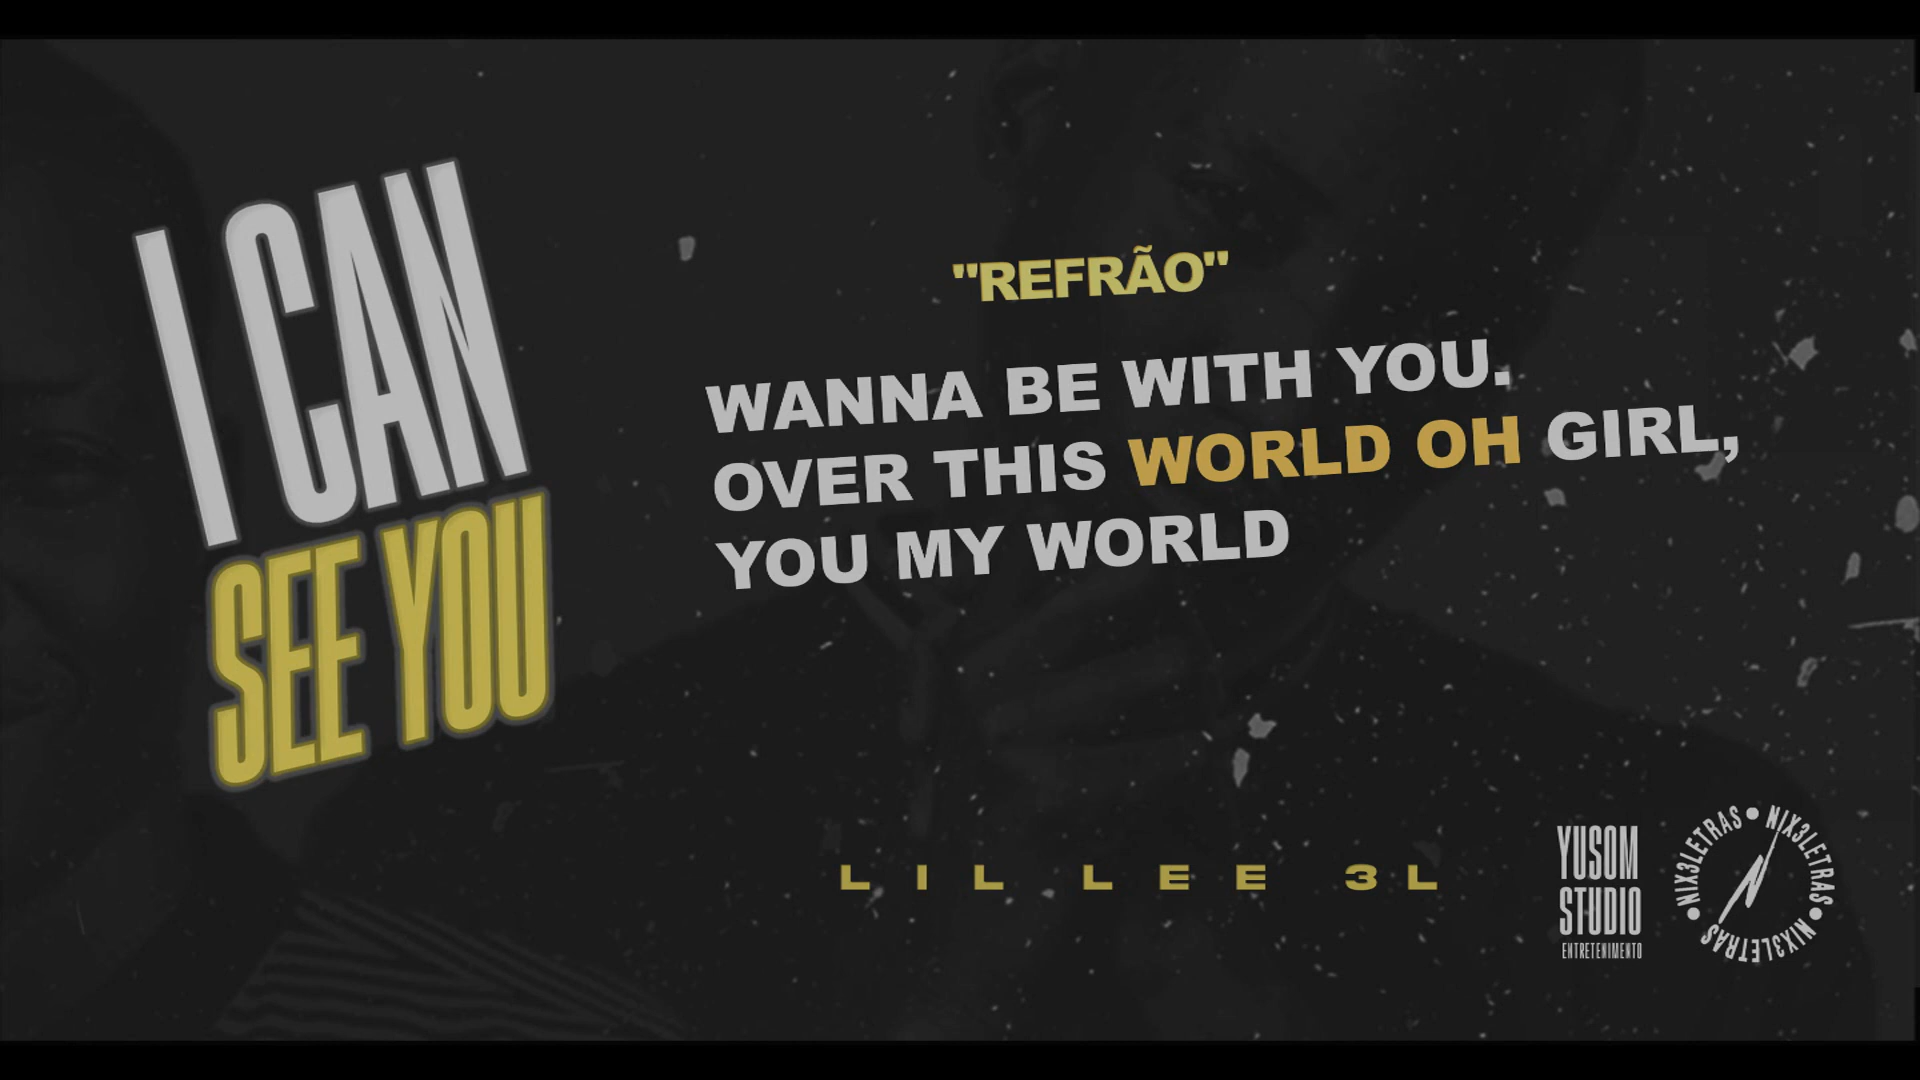 I CAN
SEE YOU
"REFRÃO"
WANNA BE WITH YOU.
OVER THIS WORLD OH GIRL,
YOU MY WORLD
LIL LEE 3L
YUSOM
STUDIO
ENTRETENIMENTO
NIX3LETRAS • NIX3LETRAS • NIX3LETRAS •